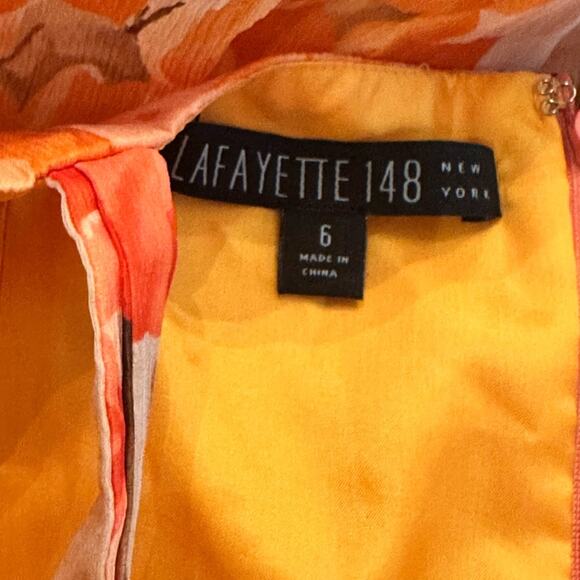 LAFAYETTE 148 NEW YORK
6
MADE IN
CHINA